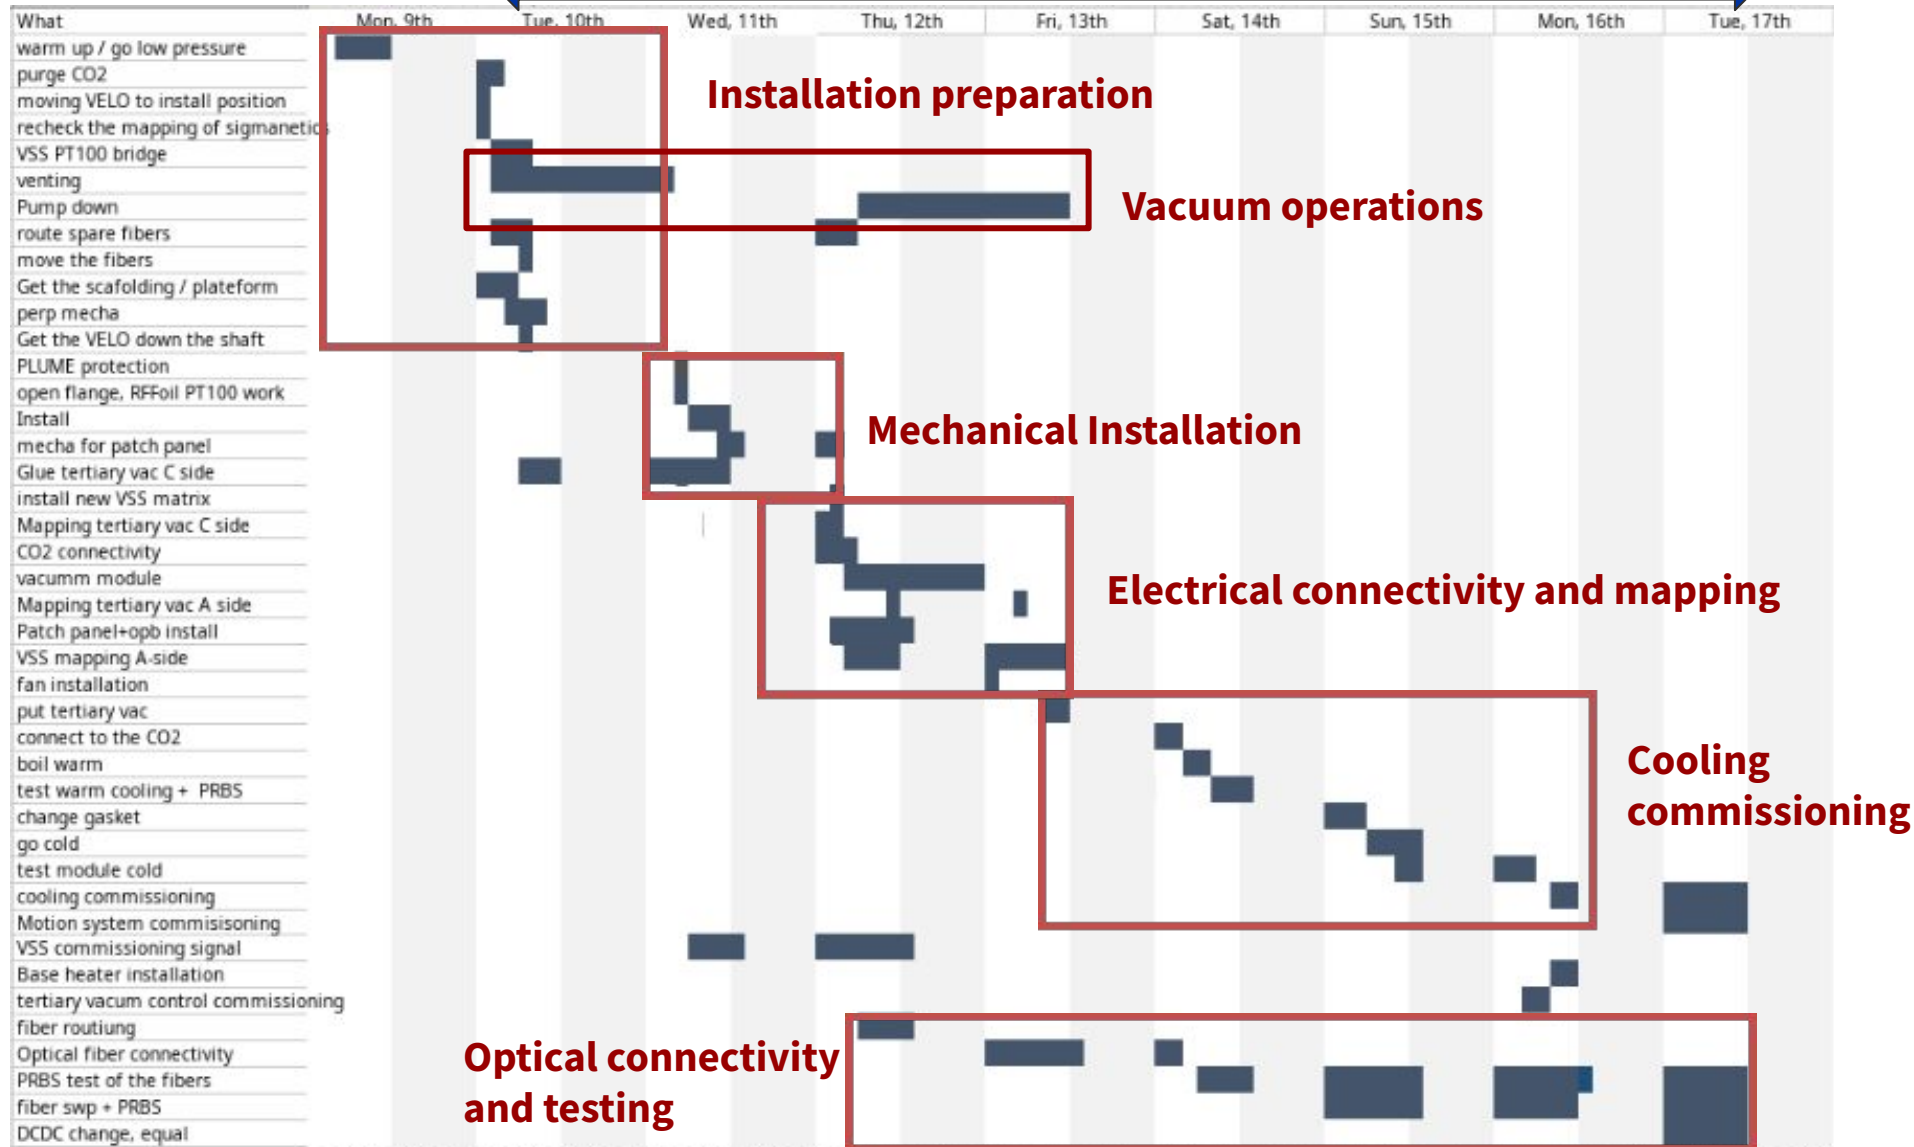 What Mon, 9th Tue, 10th Wed, 11th Thu, 12th Fri, 13th Sat, 14th Sun, 15th Mon, 16th Tue, 17th
warm up / go low pressure
purge CO2
moving VELO to install position
recheck the mapping of sigmanetics
VSS PT100 bridge
venting
Pump down
route spare fibers
move the fibers
Get the scafolding / plateform
perp mecha
Get the VELO down the shaft
PLUME protection
open flange, RFFoil PT100 work
Install
mecha for patch panel
Glue tertiary vac C side
install new VSS matrix
Mapping tertiary vac C side
CO2 connectivity
vacumm module
Mapping tertiary vac A side
Patch panel+opb install
VSS mapping A-side
fan installation
put tertiary vac
connect to the CO2
boil warm
test warm cooling + PRBS
change gasket
go cold
test module cold
cooling commissioning
Motion system commisisoning
VSS commissioning signal
Base heater installation
tertiary vacum control commissioning
fiber routiung
Optical fiber connectivity
PRBS test of the fibers
fiber swp + PRBS
DCDC change, equal
Installation preparation
Vacuum operations
Mechanical Installation
Electrical connectivity and mapping
Cooling
commissioning
Optical connectivity
and testing